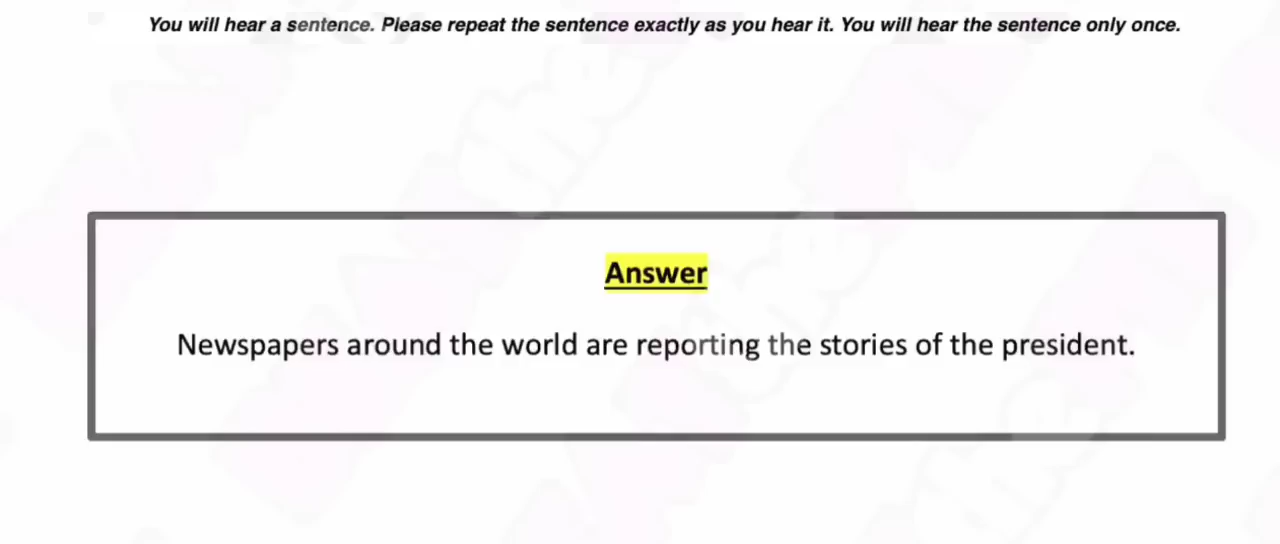 You will hear a sentence. Please repeat the sentence exactly as you hear it. You will hear the sentence only once.
Answer
Newspapers around the world are reporting the stories of the president.